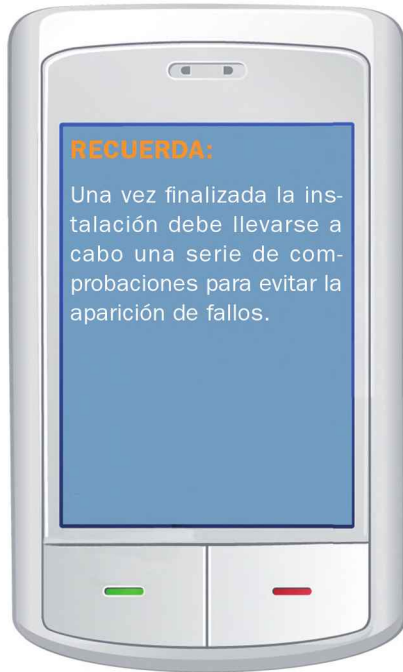 RECUERDA:
Una vez finalizada la ins-
talación debe llevarse a
cabo una serie de com-
probaciones para evitar la
aparición de fallos.